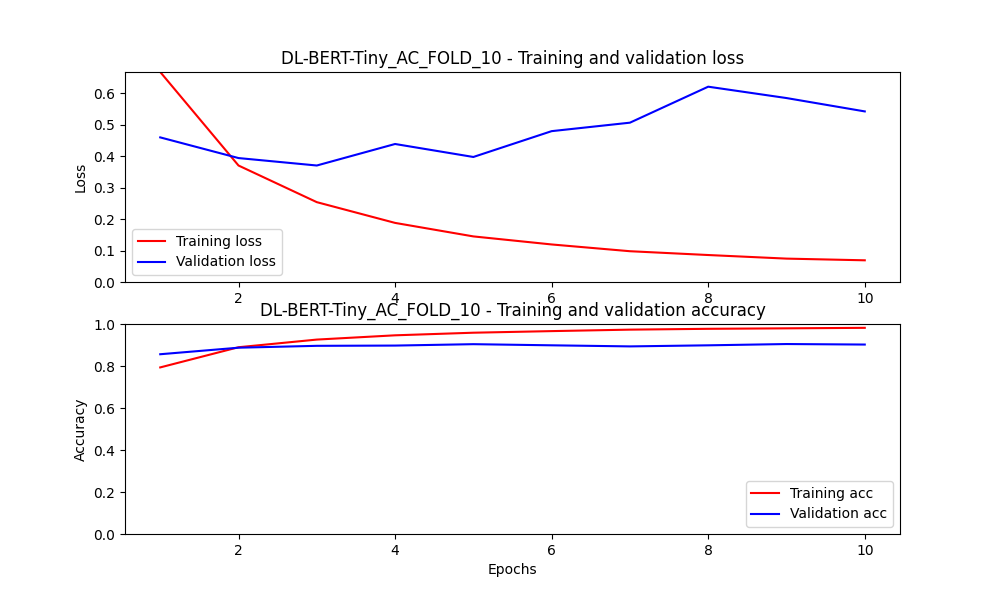 DL-BERT-Tiny_AC_FOLD_10 - Training and validation loss
0.6
0.5
0.4
0.3
0.2
0.1
0.0
Loss
Training loss
Validation loss
2 4 6 8 10
DL-BERT-Tiny_AC_FOLD_10 - Training and validation accuracy
1.0
0.8
0.6
0.4
0.2
0.0
Accuracy
Training acc
Validation acc
2 4 6 8 10
Epochs